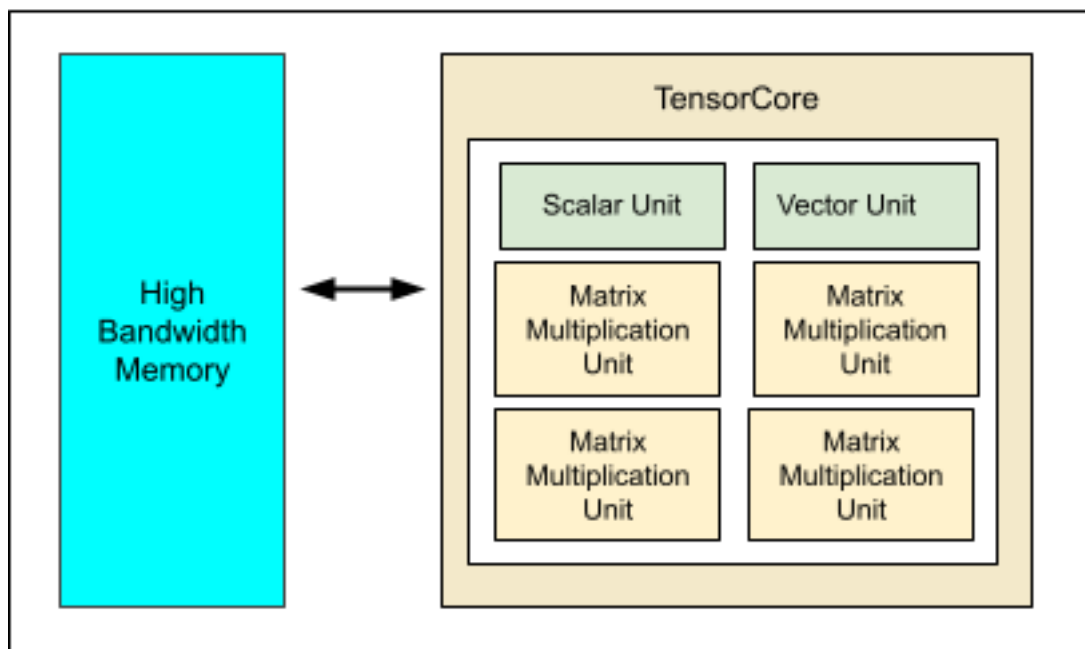 TensorCore
Scalar Unit
Vector Unit
High
Bandwidth
Memory
Matrix
Multiplication
Unit
Matrix
Multiplication
Unit
Matrix
Multiplication
Unit
Matrix
Multiplication
Unit